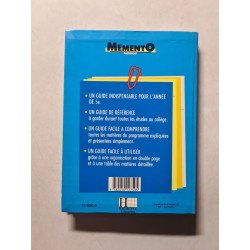 MEMENTO
• UN GUIDE INDISPENSABLE POUR L'ANNÉE
DE 5e.
• UN GUIDE DE RÉFÉRENCE
à garder durant toutes les études au collège
• UN GUIDE FACILE À COMPRENDRE
toutes les matières du programme expliquées
et présentées simplement.
• UN GUIDE FACILE À UTILISER
grâce à une organisation en double page
et à une table des matières détaillée